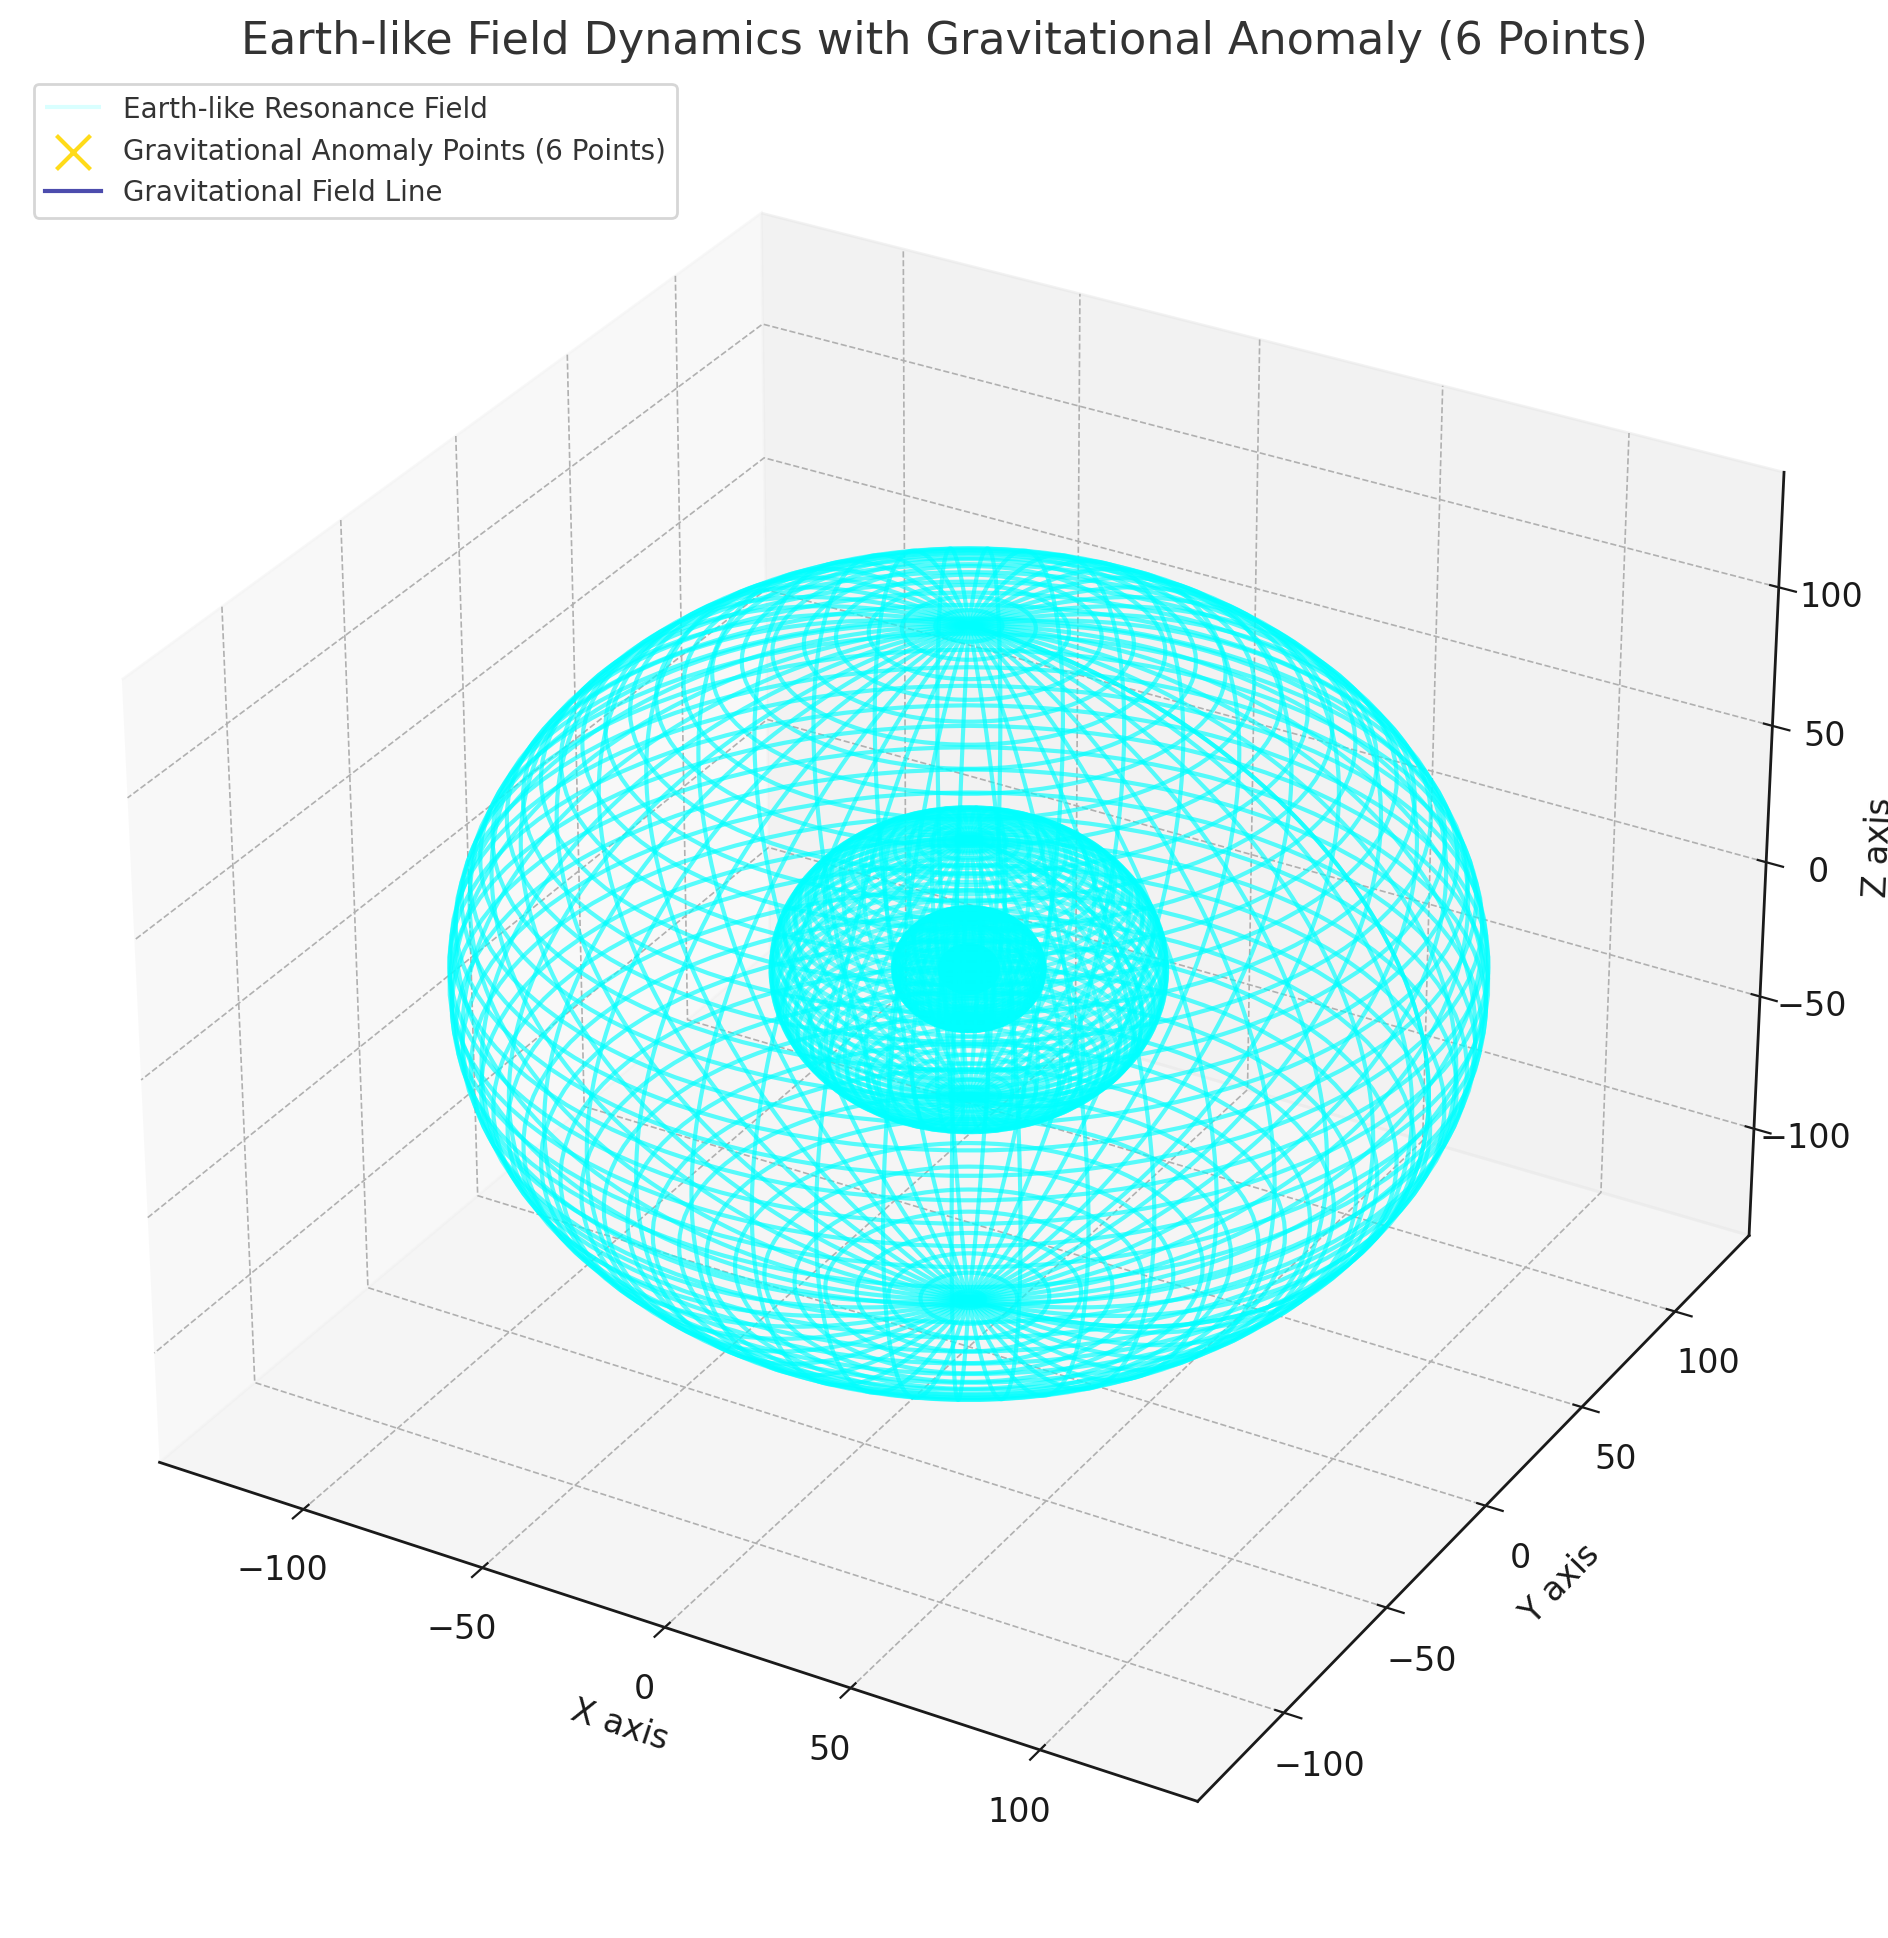 Earth-like Field Dynamics with Gravitational Anomaly (6 Points)
Earth-like Resonance Field
Gravitational Anomaly Points (6 Points)
Gravitational Field Line
100
50
0
−50
−100
Z axis
100
50
0
−50
−100
Y axis
−100
−50
0
50
100
X axis